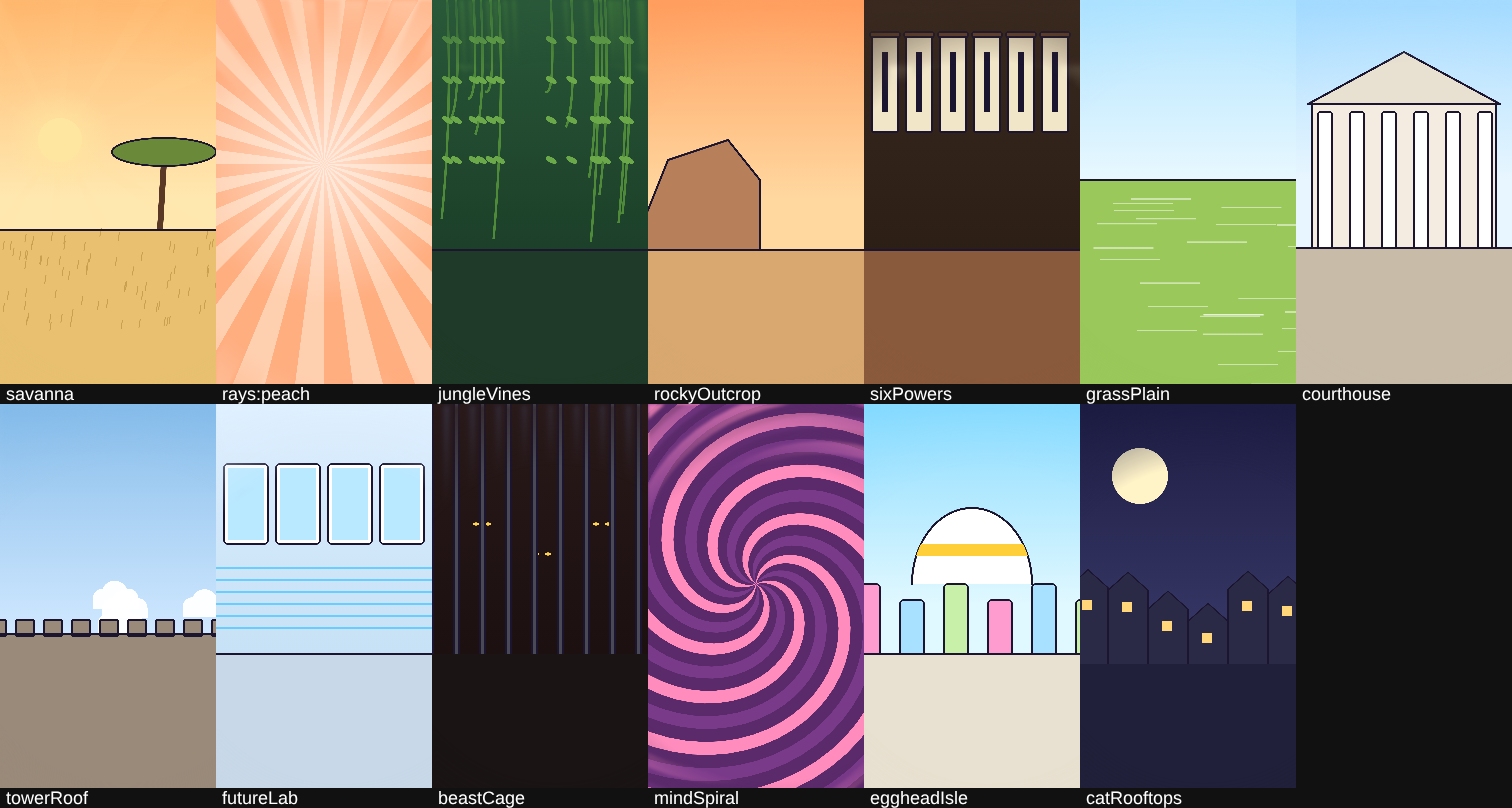 savanna
rays:peach
jungleVines
rockyOutcrop
sixPowers
grassPlain
courthouse
towerRoof
futureLab
beastCage
mindSpiral
eggheadIsle
catRooftops